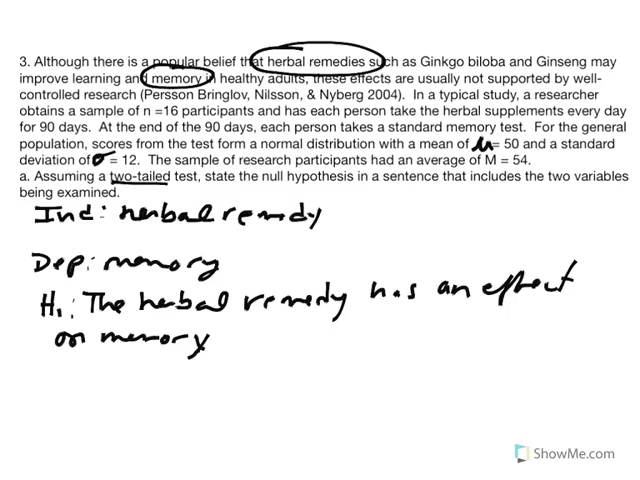 3. Although there is a popular belief that herbal remedies such as Ginkgo biloba and Ginseng may
improve learning and memory in healthy adults, these effects are usually not supported by well-
controlled research (Persson Bringlov, Nilsson, & Nyberg 2004). In a typical study, a researcher
obtains a sample of n =16 participants and has each person take the herbal supplements every day
for 90 days. At the end of the 90 days, each person takes a standard memory test. For the general
population, scores from the test form a normal distribution with a mean of μ= 50 and a standard
deviation of σ = 12. The sample of research participants had an average of M = 54.
a. Assuming a two-tailed test, state the null hypothesis in a sentence that includes the two variables
being examined.
Ind: herbal remedy
Dep: memory
H₁: The herbal remedy has an effect
on memory
ShowMe.com